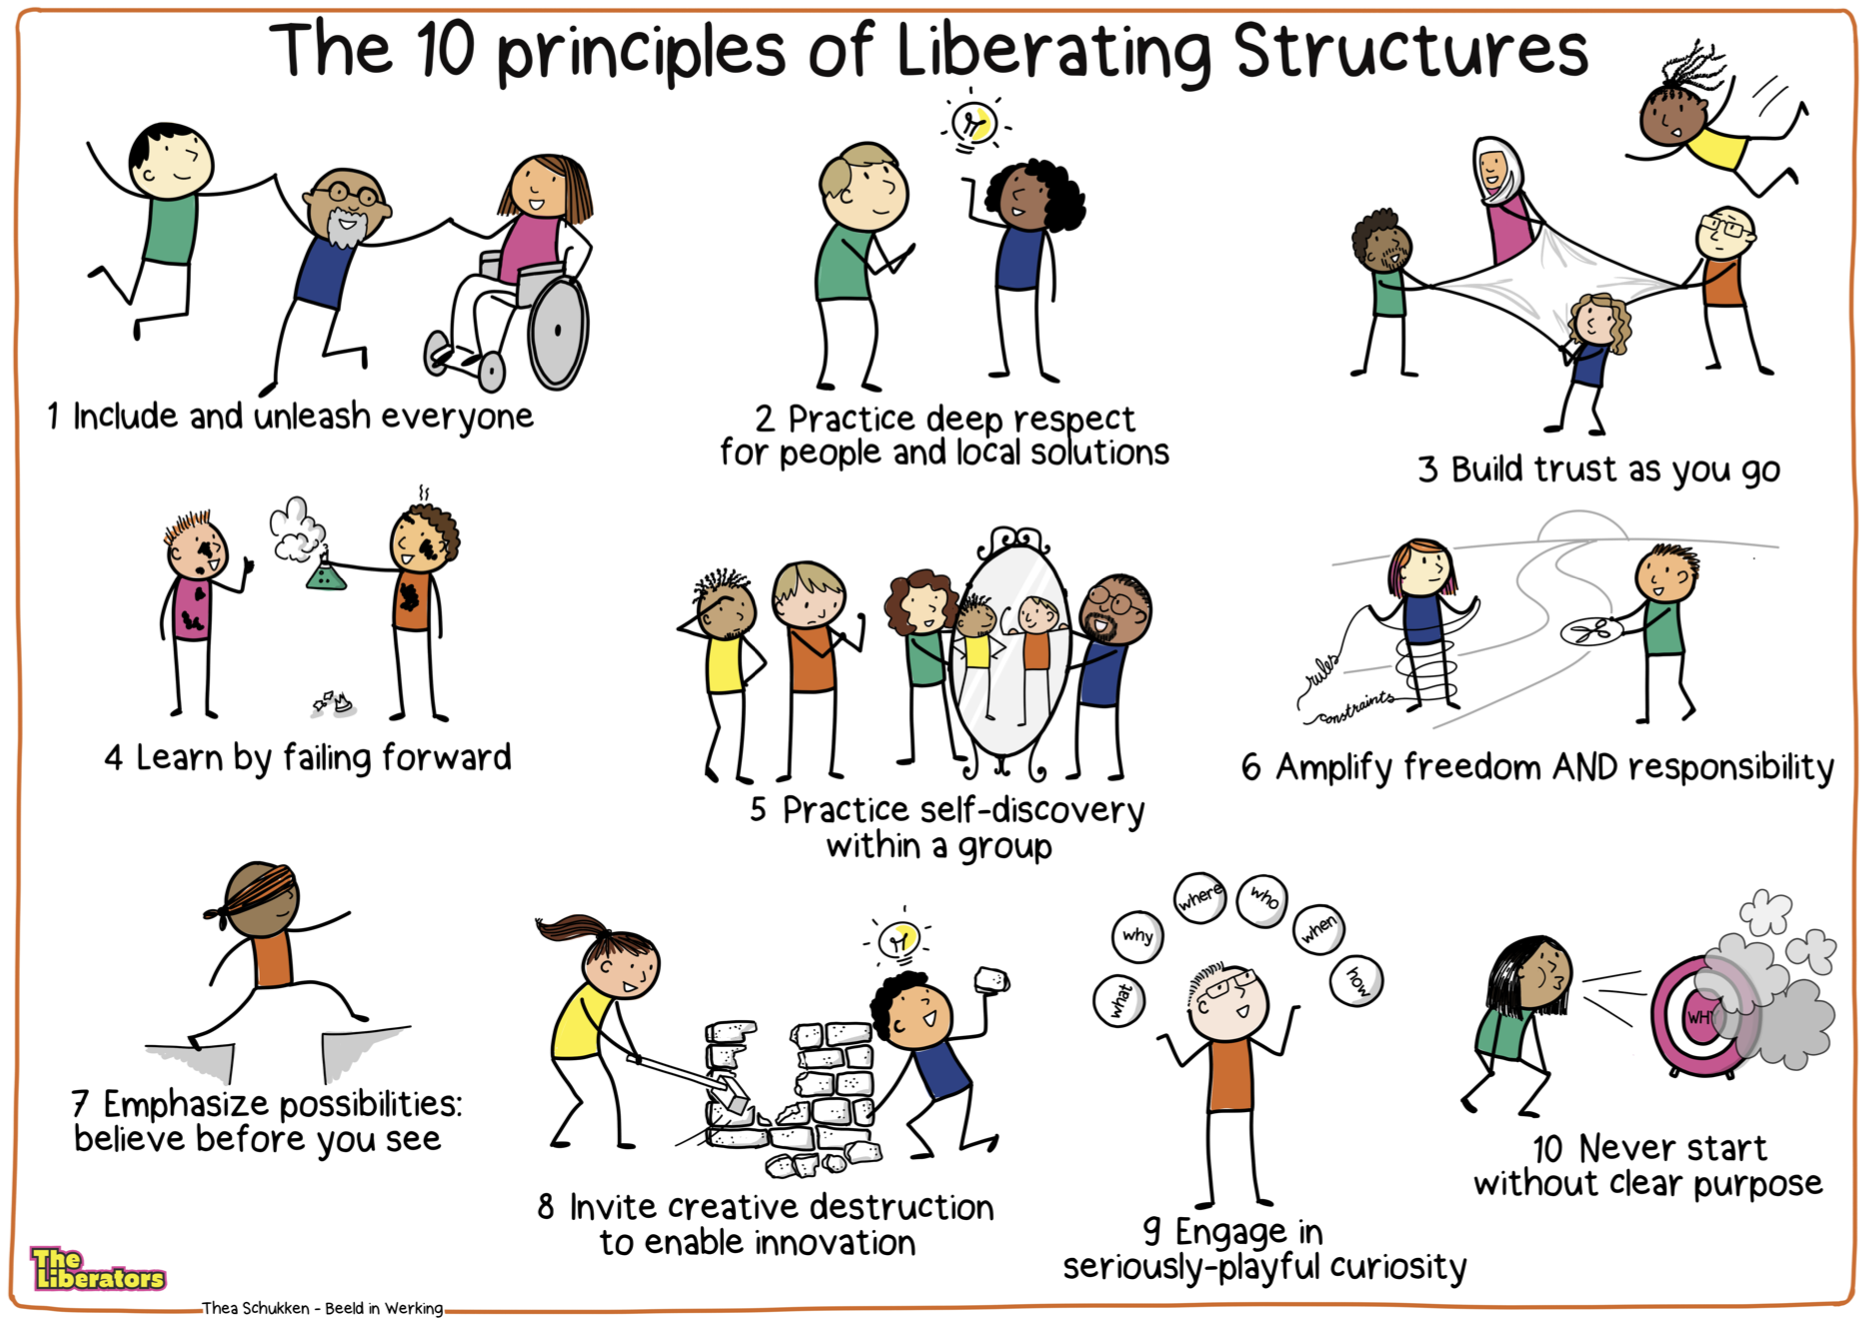 The 10 principles of Liberating Structures
1 Include and unleash everyone
2 Practice deep respect
for people and local solutions
3 Build trust as you go
4 Learn by failing forward
5 Practice self-discovery
within a group
rules
constraints
6 Amplify freedom AND responsibility
7 Emphasize possibilities:
believe before you see
8 Invite creative destruction
to enable innovation
what
why
where
who
when
how
9 Engage in
seriously-playful curiosity
WHY
10 Never start
without clear purpose
The
Liberators
Thea Schukken - Beeld in Werking